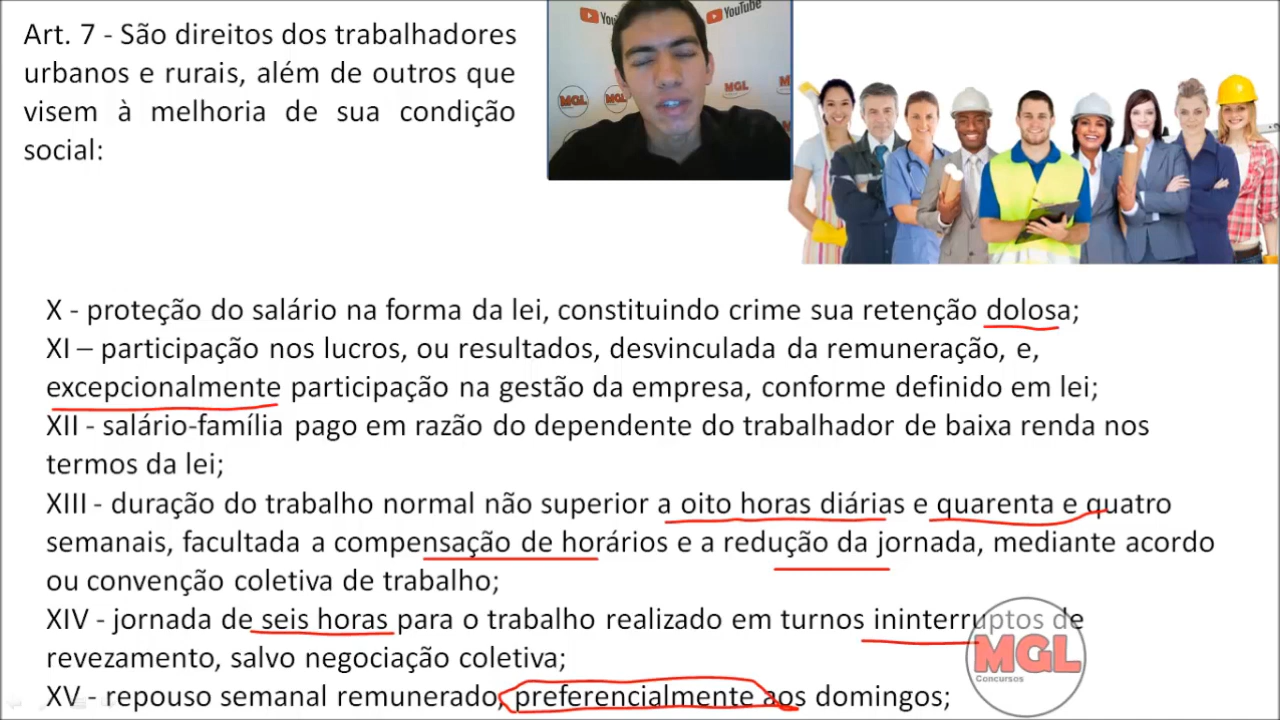 Art. 7 - São direitos dos trabalhadores
urbanos e rurais, além de outros que
visem à melhoria de sua condição
social:
YouTube
MGL
MGL
MGL
X - proteção do salário na forma da lei, constituindo crime sua retenção dolosa;
XI – participação nos lucros, ou resultados, desvinculada da remuneração, e,
excepcionalmente participação na gestão da empresa, conforme definido em lei;
XII - salário-família pago em razão do dependente do trabalhador de baixa renda nos
termos da lei;
XIII - duração do trabalho normal não superior a oito horas diárias e quarenta e quatro
semanais, facultada a compensação de horários e a redução da jornada, mediante acordo
ou convenção coletiva de trabalho;
XIV - jornada de seis horas para o trabalho realizado em turnos ininterruptos de
revezamento, salvo negociação coletiva;
MGL
Concursos
XV - repouso semanal remunerado, preferencialmente aos domingos;